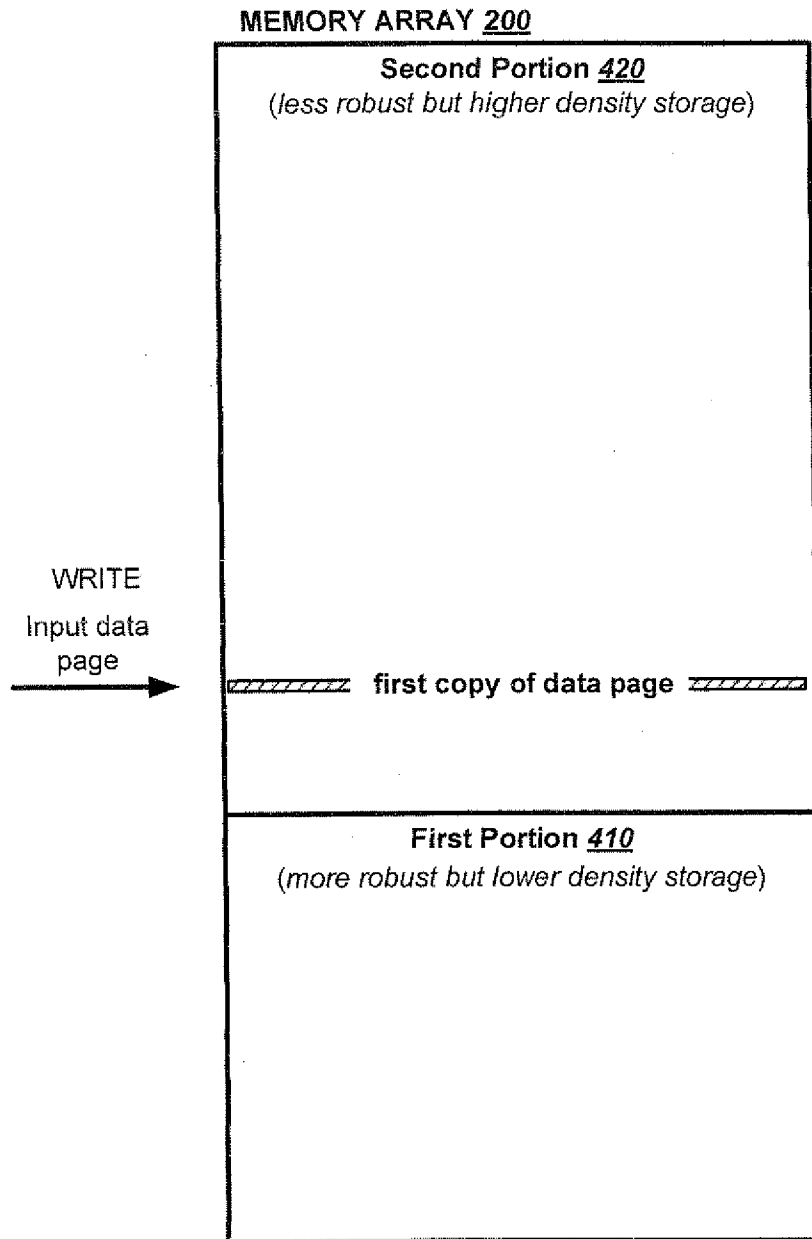 MEMORY ARRAY 200
Second Portion 420
(less robust but higher density storage)
WRITE
Input data
page
first copy of data page
First Portion 410
(more robust but lower density storage)